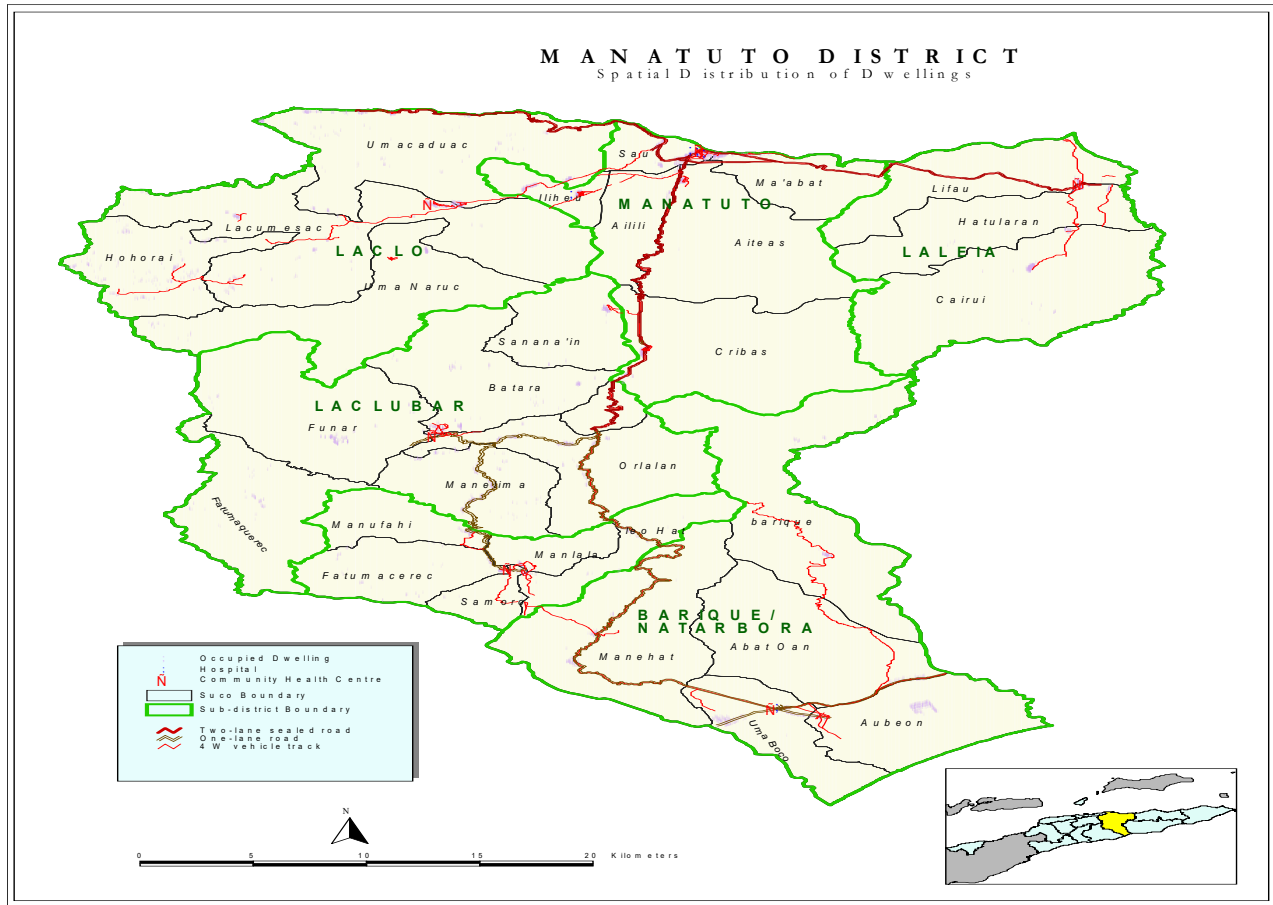 MANATUTO DISTRICT
Spatial Distribution of Dwellings
Umacaduac
Sau
Ma'abat
Lifau
Iliheu
MANATUTO
Hatularan
Lacumesac
Ailili
Aiteas
LACLO
LALEIA
Hohorai
Uma Naruc
Cairui
Sanana'in
Cribas
Batara
LACLUBAR
Funar
Orlalan
Manelima
Fatumaquerec
Manufahi
barique
Manlala
Fatumacerec
Samoro
BARIQUE/
NATARBORA
Abat Oan
Manehat
Aubeon
Uma Boco
Occupied Dwelling
Hospital
Ñ Community Health Centre
Suco Boundary
Sub-district Boundary
Two-lane sealed road
One-lane road
4W vehicle track
N
0 5 10 15 20 Kilometers